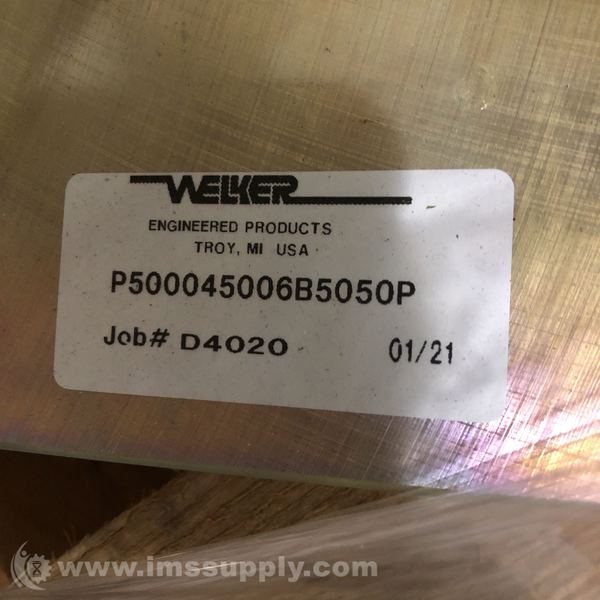 WELKER
ENGINEERED PRODUCTS
TROY, MI USA
P500045006B5050P
Job# D4020 01/21
www.imssupply.com